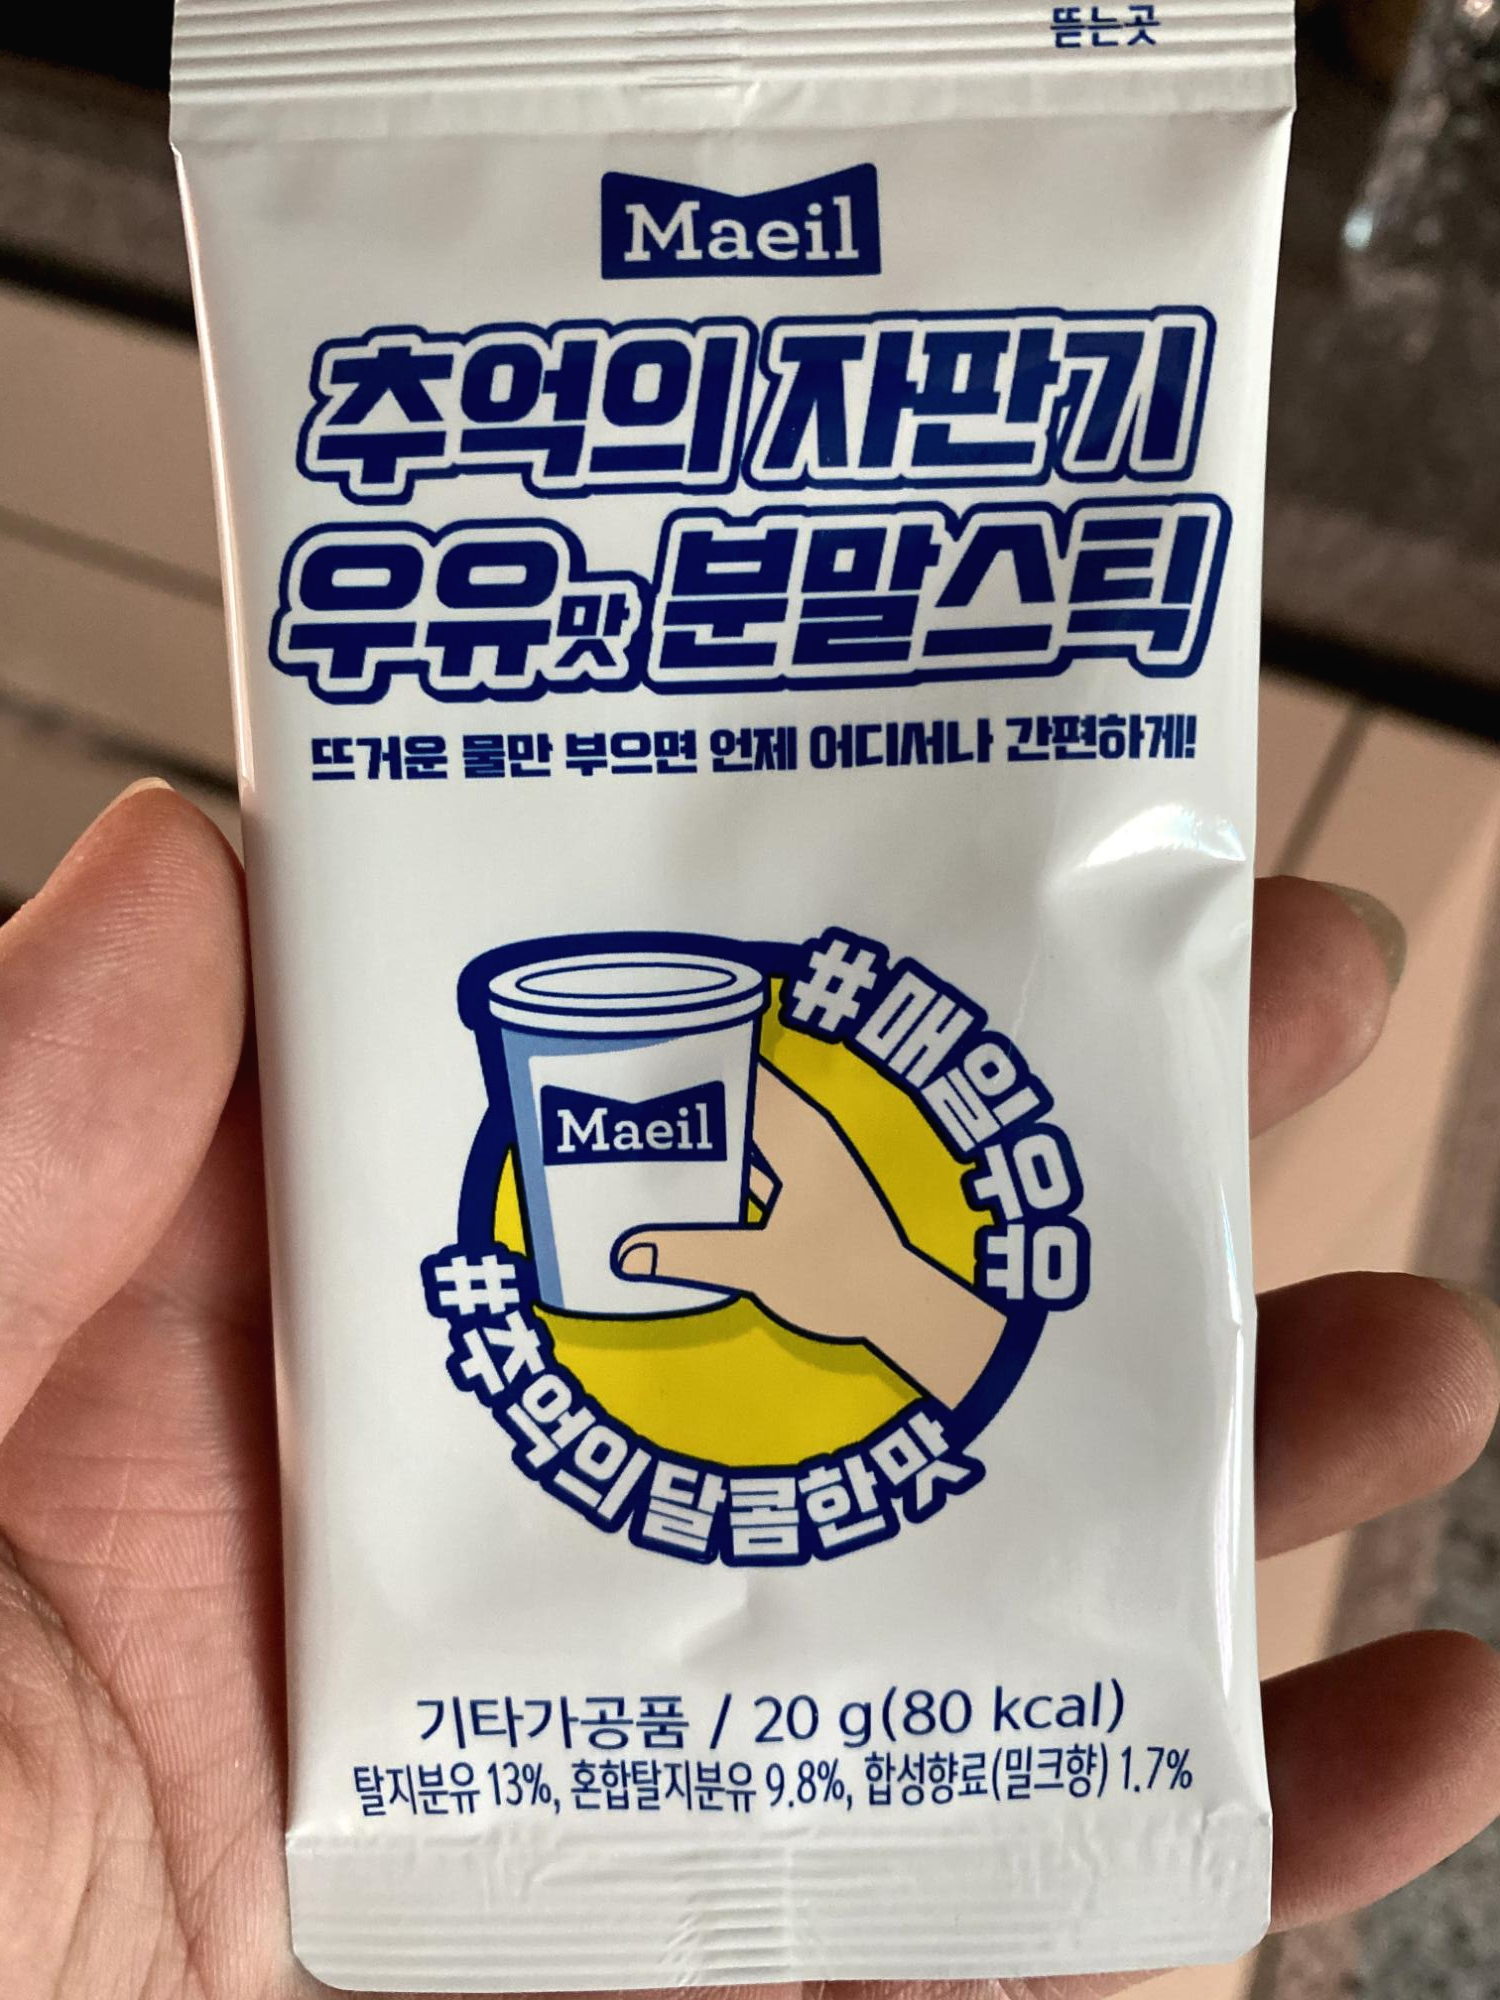 뜯는곳
Maeil
추억의 자판기
우유맛 분말스틱
뜨거운 물만 부으면 언제 어디서나 간편하게!
#매일우유
Maeil
#추억의달콤한맛
기타가공품 / 20 g(80 kcal)
탈지분유 13%, 혼합탈지분유 9.8%, 합성향료(밀크향) 1.7%